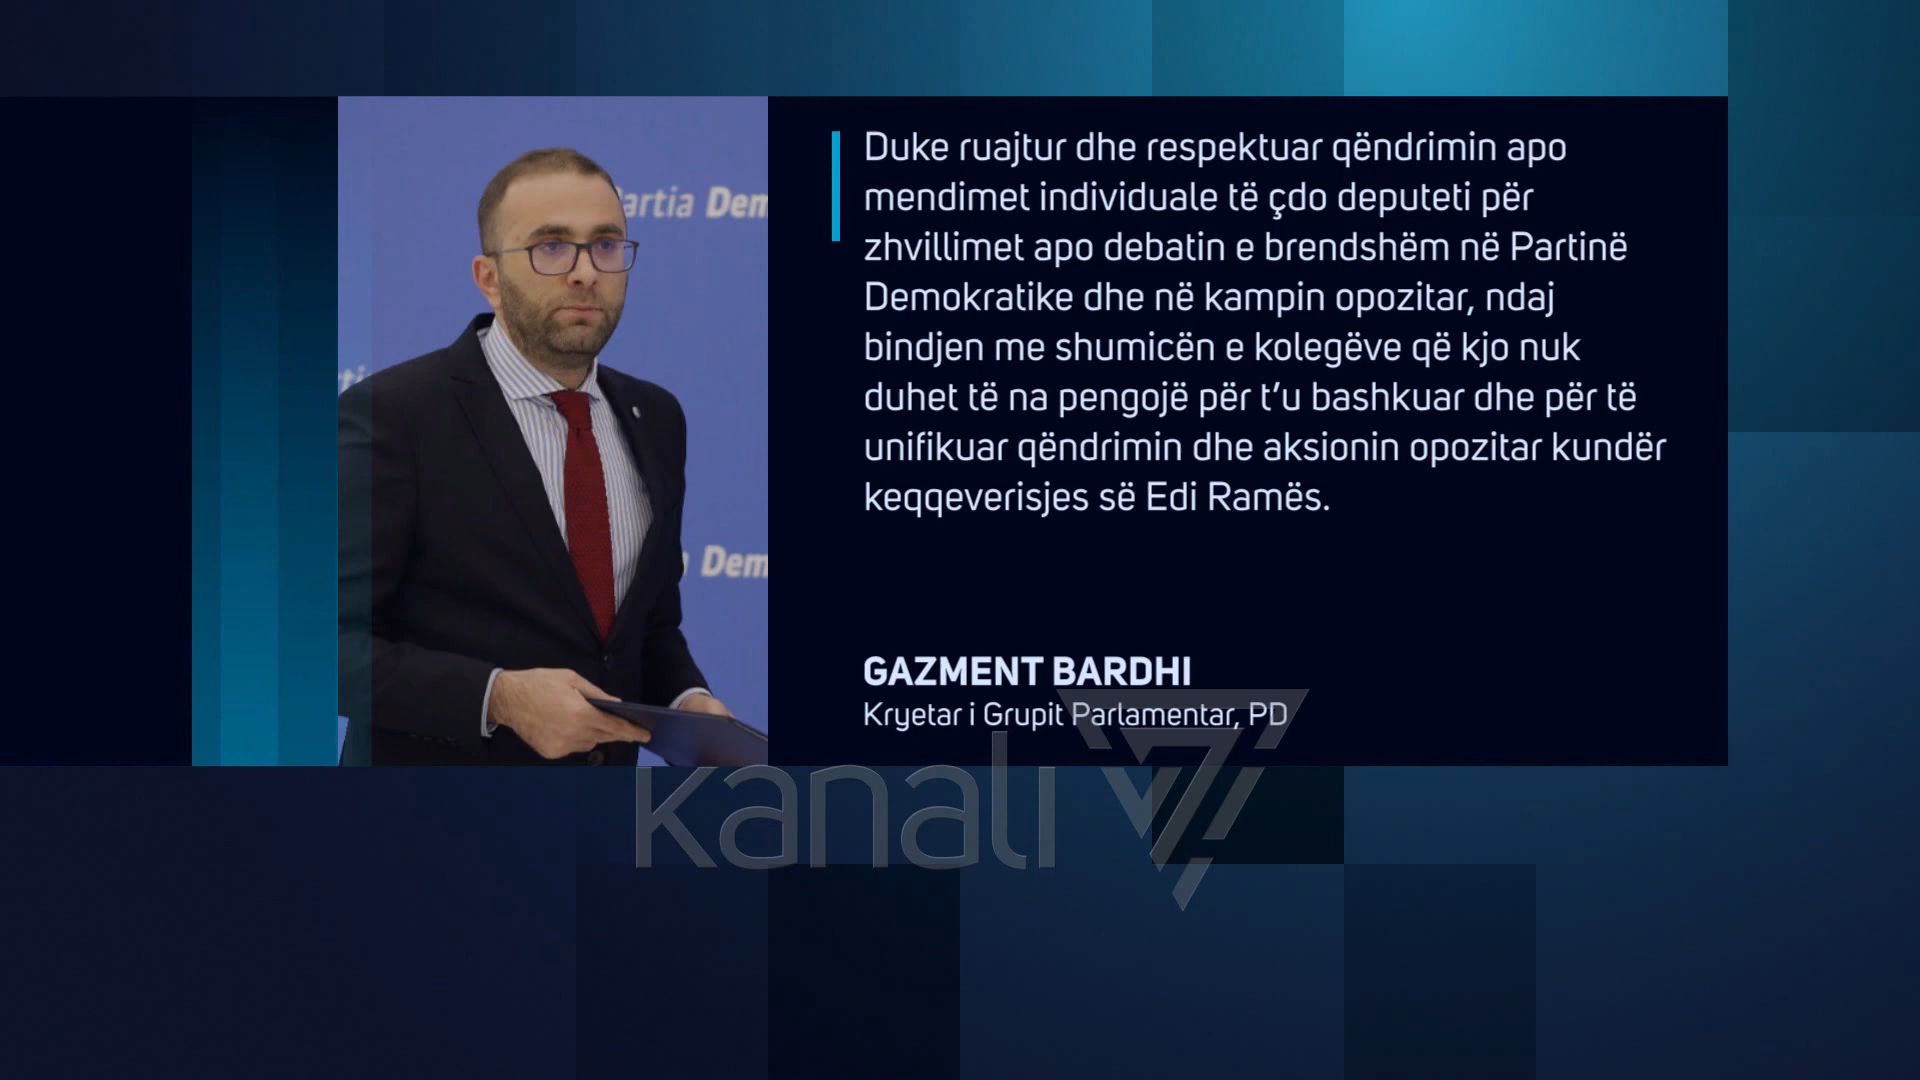 artia Dem
Dem
Duke ruajtur dhe respektuar qëndrimin apo
mendimet individuale të çdo deputeti për
zhvillimet apo debatin e brendshëm në Partinë
Demokratike dhe në kampin opozitar, ndaj
bindjen me shumicën e kolegëve që kjo nuk
duhet të na pengojë për t’u bashkuar dhe për të
unifikuar qëndrimin dhe aksionin opozitar kundër
keqqeverisjes së Edi Ramës.
GAZMENT BARDHI
Kryetar i Grupit Parlamentar, PD
kanali 7